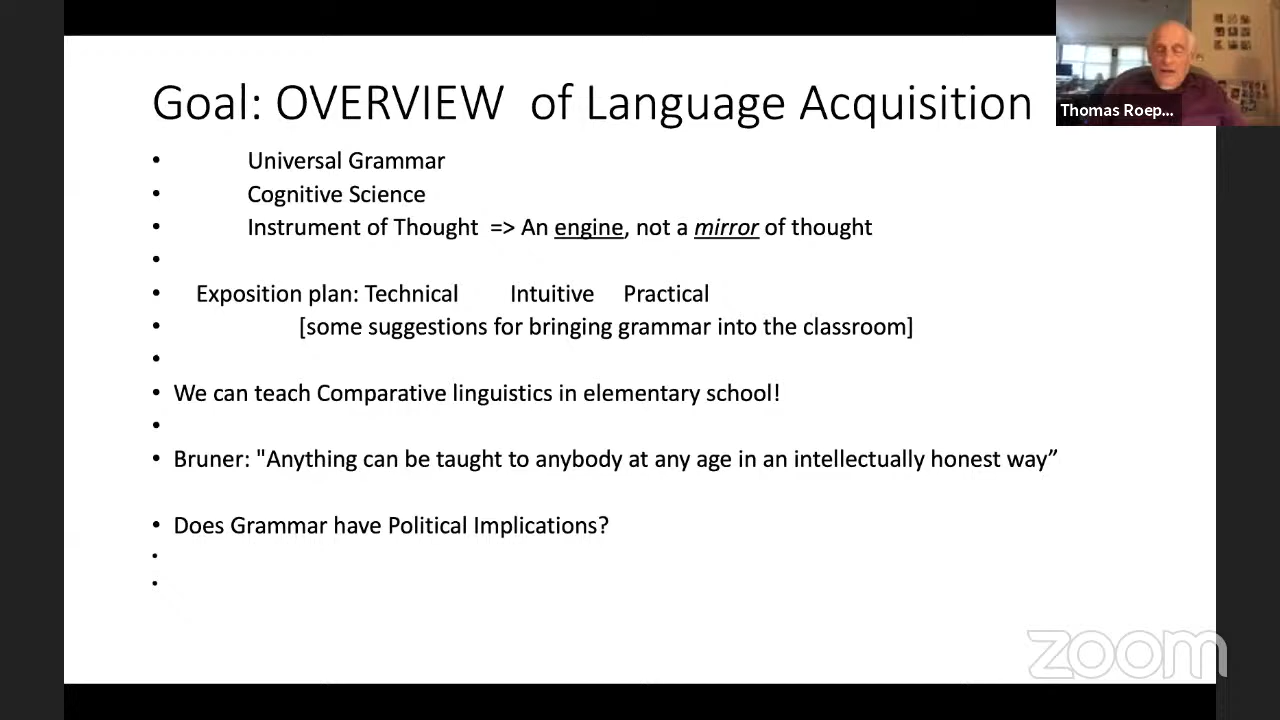 Goal: OVERVIEW of Language Acquisition
Thomas Roep...
• Universal Grammar
• Cognitive Science
• Instrument of Thought => An engine, not a mirror of thought
•
• Exposition plan: Technical Intuitive Practical
• [some suggestions for bringing grammar into the classroom]
•
• We can teach Comparative linguistics in elementary school!
•
• Bruner: "Anything can be taught to anybody at any age in an intellectually honest way”
• Does Grammar have Political Implications?
•
•
zoom